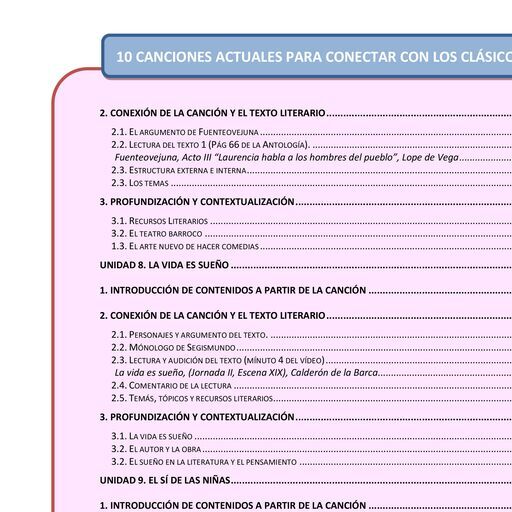 10 CANCIONES ACTUALES PARA CONECTAR CON LOS CLÁSICO
2. CONEXIÓN DE LA CANCIÓN Y EL TEXTO LITERARIO
2.1. EL ARGUMENTO DE FUENTEOVEJUNA
2.2. LECTURA DEL TEXTO 1 (PÁG 66 DE LA ANTOLOGÍA).
Fuenteovejuna, Acto III “Laurencia habla a los hombres del pueblo”, Lope de Vega
2.3. ESTRUCTURA EXTERNA E INTERNA
2.3. LOS TEMAS
3. PROFUNDIZACIÓN Y CONTEXTUALIZACIÓN
3.1. RECURSOS LITERARIOS
3.2. EL TEATRO BARROCO
1.3. EL ARTE NUEVO DE HACER COMEDIAS
UNIDAD 8. LA VIDA ES SUEÑO
1. INTRODUCCIÓN DE CONTENIDOS A PARTIR DE LA CANCIÓN
2. CONEXIÓN DE LA CANCIÓN Y EL TEXTO LITERARIO
2.1. PERSONAJES Y ARGUMENTO DEL TEXTO.
2.2. MÓNOLOGO DE SEGISMUNDO
2.3. LECTURA Y AUDICIÓN DEL TEXTO (MÍNUTO 4 DEL VÍDEO)
La vida es sueño, (Jornada II, Escena XIX), Calderón de la Barca
2.4. COMENTARIO DE LA LECTURA
2.5. TEMÁS, TÓPICOS Y RECURSOS LITERARIOS
3. PROFUNDIZACIÓN Y CONTEXTUALIZACIÓN
3.1. LA VIDA ES SUEÑO
3.2. EL AUTOR Y LA OBRA
3.2. EL SUEÑO EN LA LITERATURA Y EL PENSAMIENTO
UNIDAD 9. EL SÍ DE LAS NIÑAS
1. INTRODUCCIÓN DE CONTENIDOS A PARTIR DE LA CANCIÓN